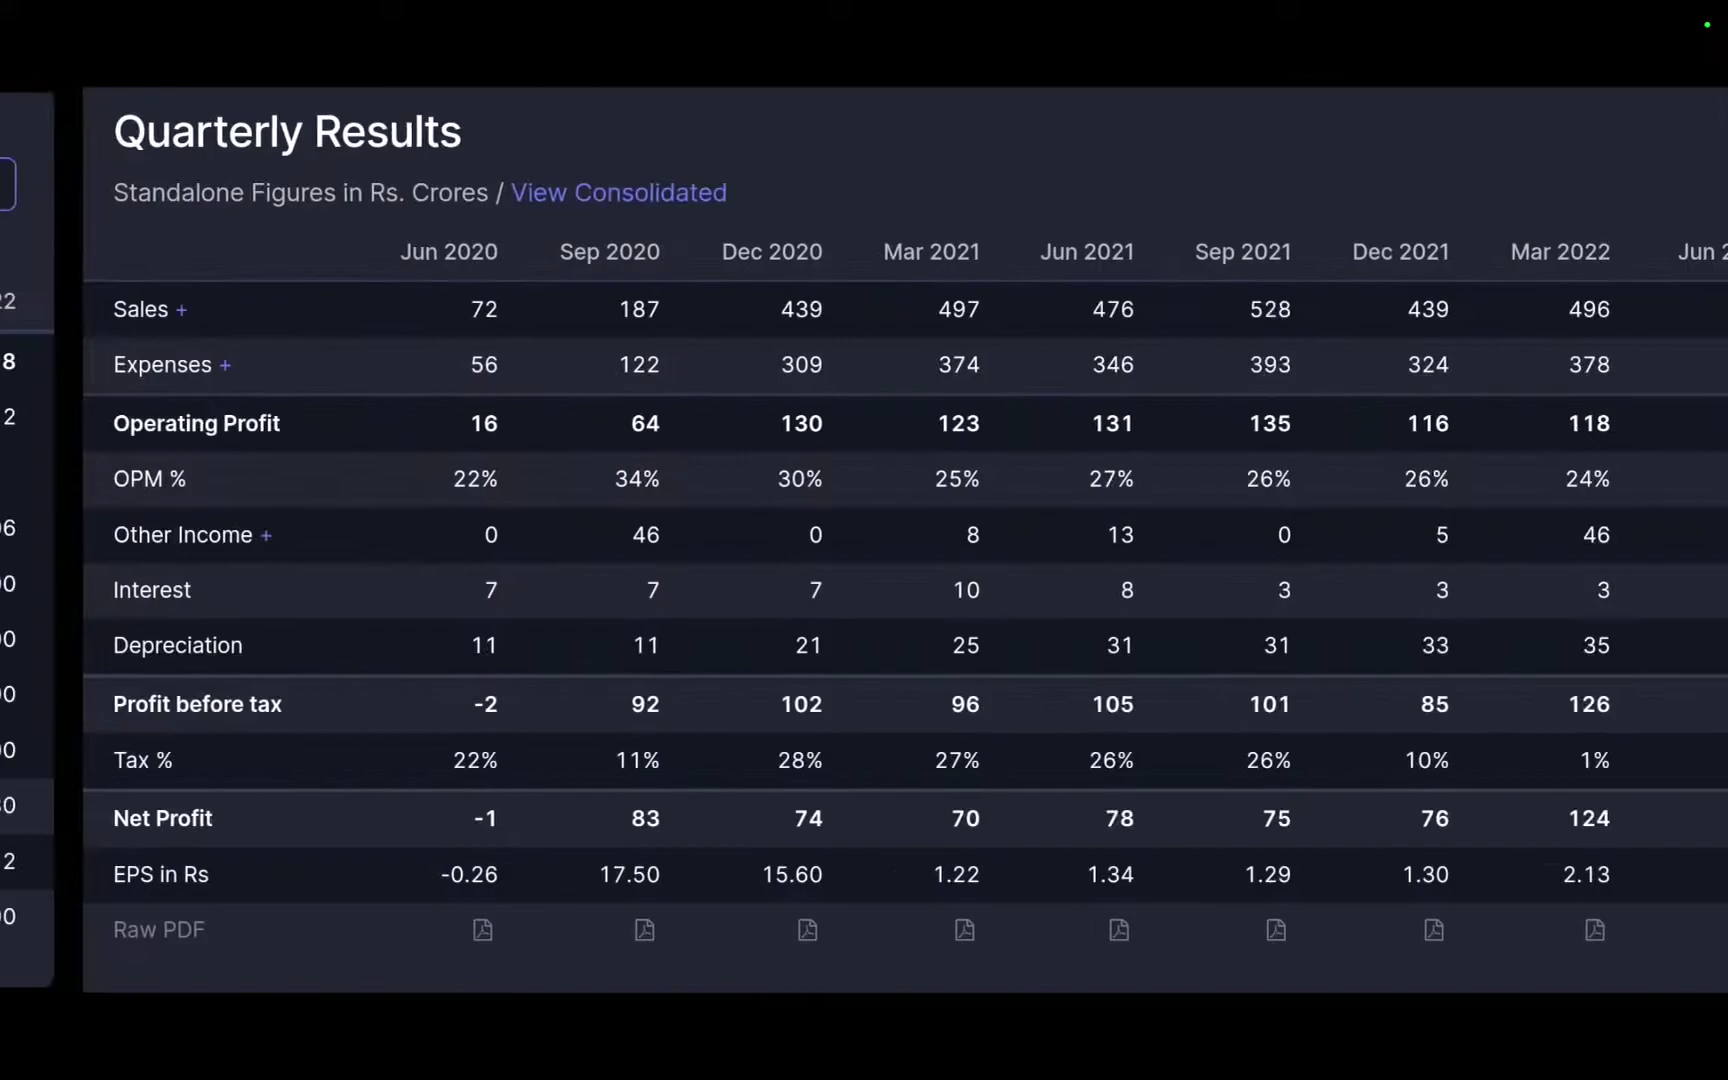 Quarterly Results
Standalone Figures in Rs. Crores / View Consolidated
Jun 2020 Sep 2020 Dec 2020 Mar 2021 Jun 2021 Sep 2021 Dec 2021 Mar 2022 Jun 2
Sales + 72 187 439 497 476 528 439 496
Expenses + 56 122 309 374 346 393 324 378
Operating Profit 16 64 130 123 131 135 116 118
OPM % 22% 34% 30% 25% 27% 26% 26% 24%
Other Income + 0 46 0 8 13 0 5 46
Interest 7 7 7 10 8 3 3 3
Depreciation 11 11 21 25 31 31 33 35
Profit before tax -2 92 102 96 105 101 85 126
Tax % 22% 11% 28% 27% 26% 26% 10% 1%
Net Profit -1 83 74 70 78 75 76 124
EPS in Rs -0.26 17.50 15.60 1.22 1.34 1.29 1.30 2.13
Raw PDF